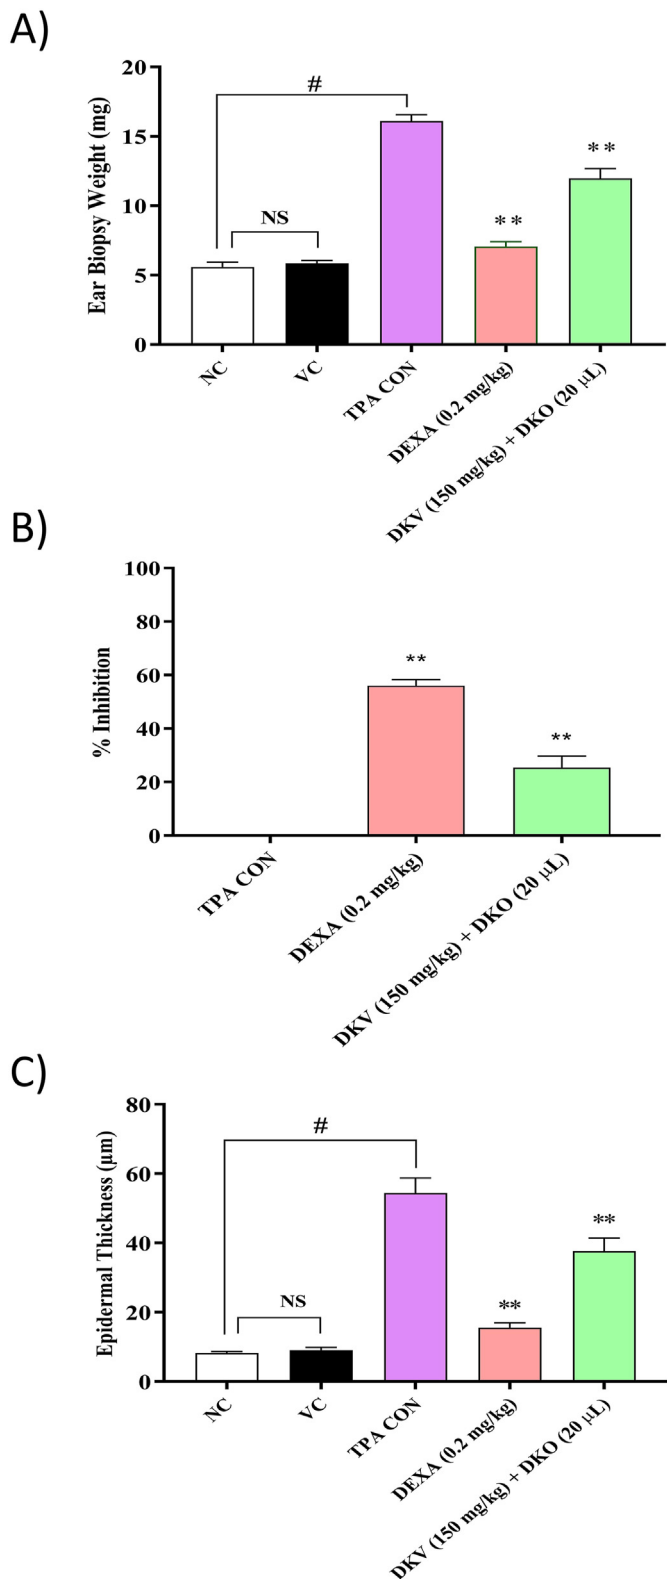 A)
Ear Biopsy Weight (mg)
20
15
10
5
0
#
NS
**
**
NC
VC
TPA CON
DEXA (0.2 mg/kg)
DKV (150 mg/kg) + DKO (20 µL)
B)
% Inhibition
100
80
60
40
20
0
**
**
TPA CON
DEXA (0.2 mg/kg)
DKV (150 mg/kg) + DKO (20 µL)
C)
Epidermal Thickness (µm)
80
60
40
20
0
#
NS
**
**
NC
VC
TPA CON
DEXA (0.2 mg/kg)
DKV (150 mg/kg) + DKO (20 µL)